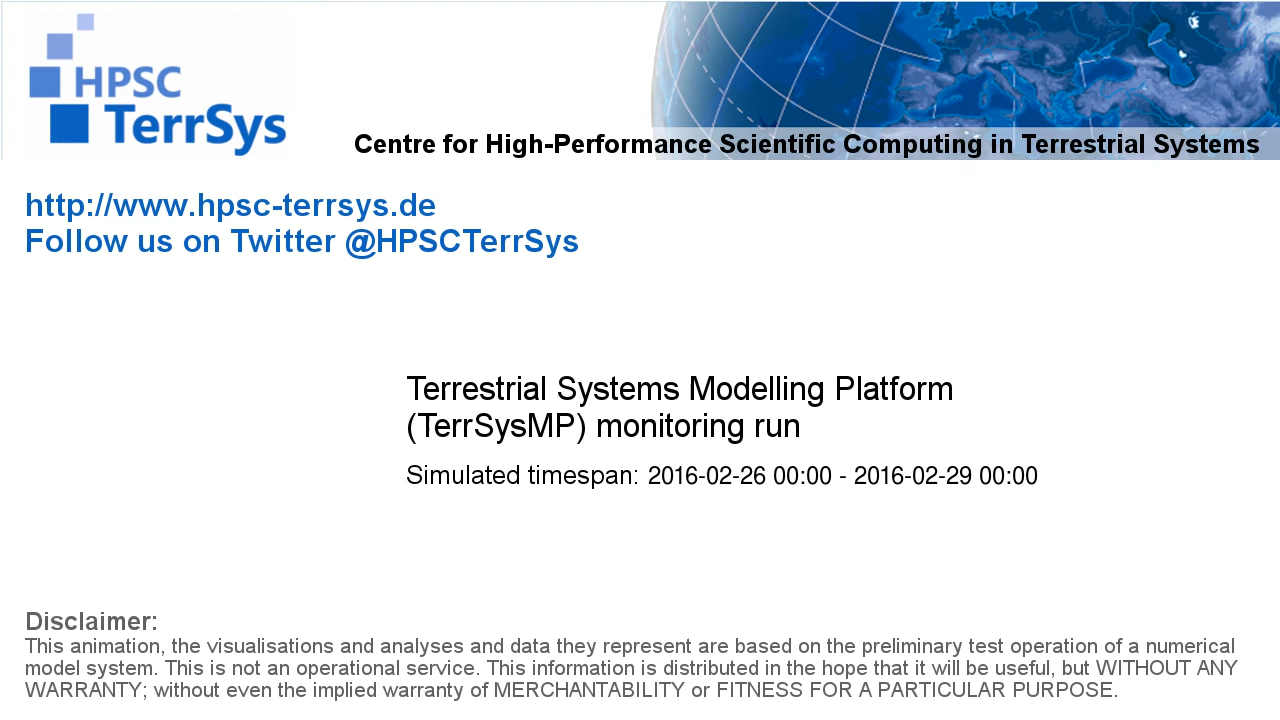 HPSC
TerrSys
Centre for High-Performance Scientific Computing in Terrestrial Systems
http://www.hpsc-terrsys.de
Follow us on Twitter @HPSCTerrSys
Terrestrial Systems Modelling Platform
(TerrSysMP) monitoring run
Simulated timespan: 2016-02-26 00:00 - 2016-02-29 00:00
Disclaimer:
This animation, the visualisations and analyses and data they represent are based on the preliminary test operation of a numerical
model system. This is not an operational service. This information is distributed in the hope that it will be useful, but WITHOUT ANY
WARRANTY; without even the implied warranty of MERCHANTABILITY or FITNESS FOR A PARTICULAR PURPOSE.